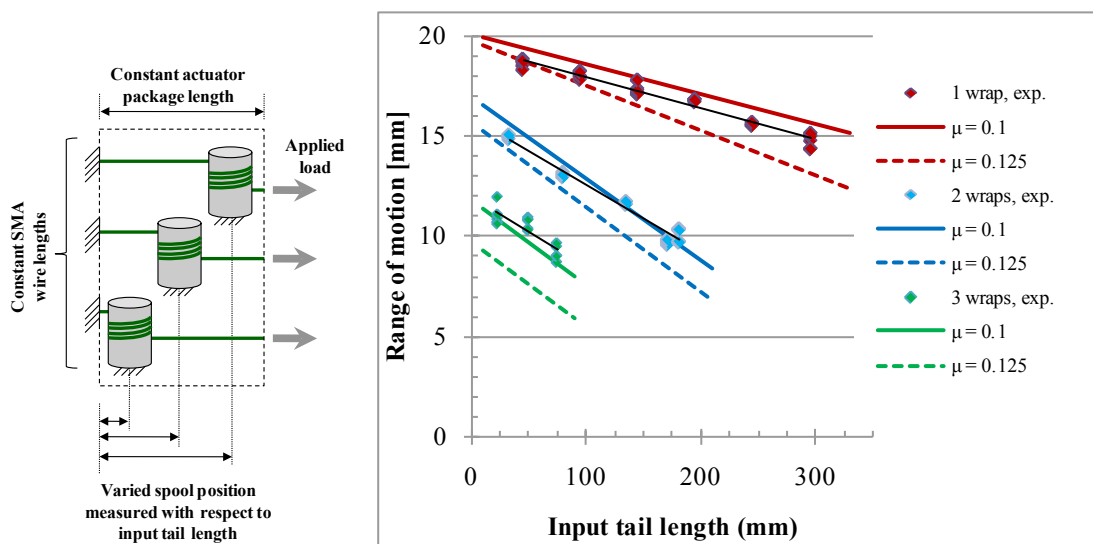 Constant actuator
package length
Applied
load
Constant SMA
wire lengths
Varied spool position
measured with respect to
input tail length
Range of motion [mm]
20
15
10
5
0
0
100
200
300
Input tail length (mm)
1 wrap, exp.
μ = 0.1
μ = 0.125
2 wraps, exp.
μ = 0.1
μ = 0.125
3 wraps, exp.
μ = 0.1
μ = 0.125